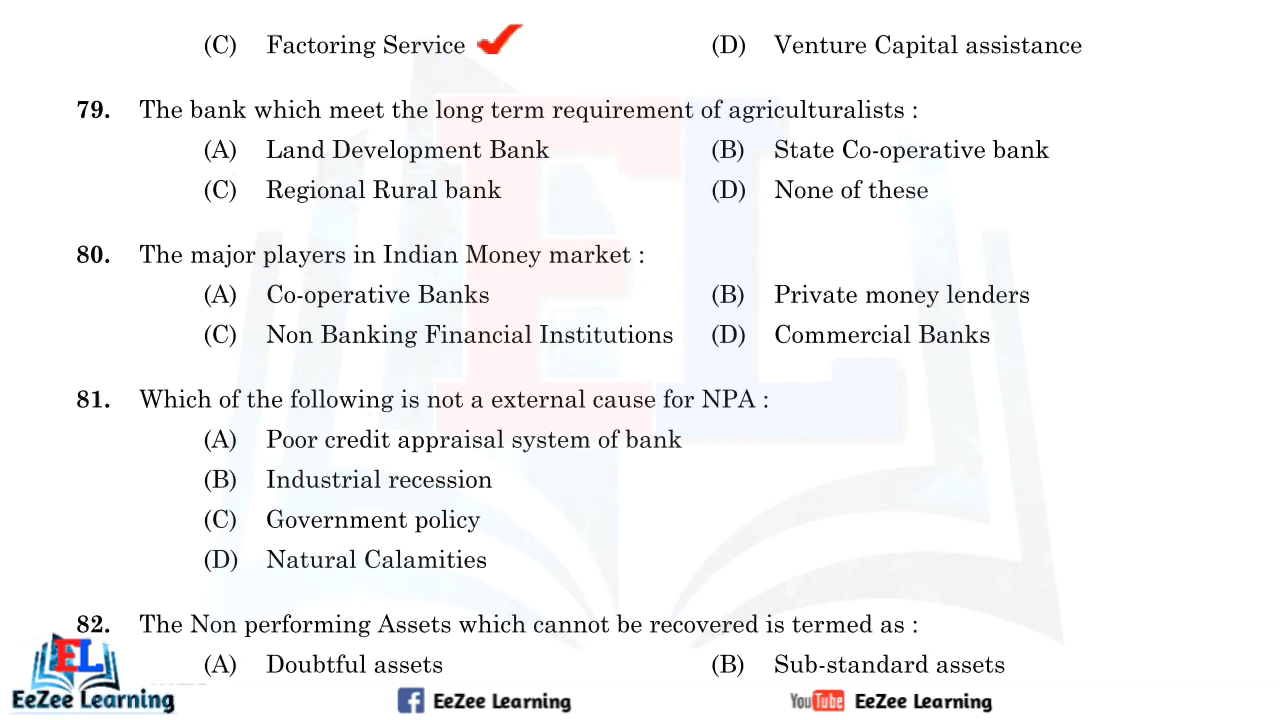 (C) Factoring Service (D) Venture Capital assistance
79. The bank which meet the long term requirement of agriculturalists :
(A) Land Development Bank (B) State Co-operative bank
(C) Regional Rural bank (D) None of these
80. The major players in Indian Money market :
(A) Co-operative Banks (B) Private money lenders
(C) Non Banking Financial Institutions (D) Commercial Banks
81. Which of the following is not a external cause for NPA :
(A) Poor credit appraisal system of bank
(B) Industrial recession
(C) Government policy
(D) Natural Calamities
82. The Non performing Assets which cannot be recovered is termed as :
(A) Doubtful assets (B) Sub-standard assets
EL
EeZee Learning f EeZee Learning YouTube EeZee Learning